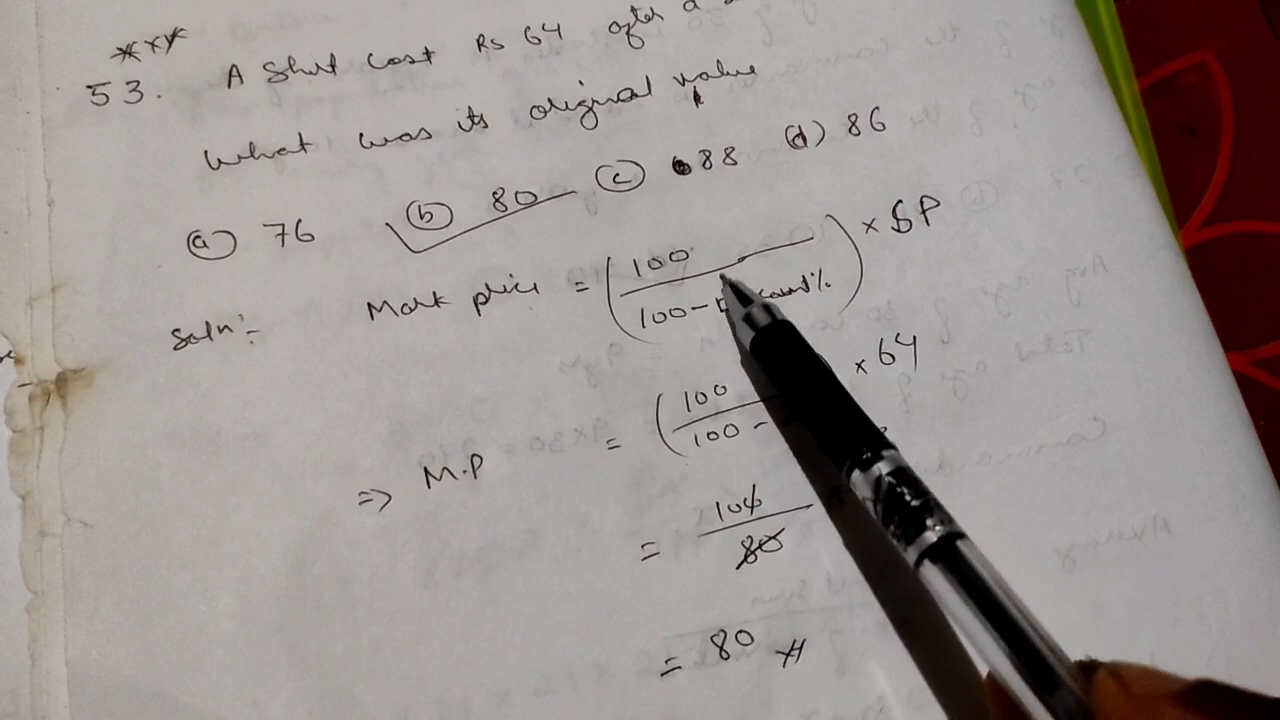 ***
53. A Shirt Cost Rs 64 after a
What was its original value
(a) 76 (b) 80 (c) 88 (d) 86
Soln:- Mark price = (100 / 100 - %) × SP
=> M.P = (100 / 100 - ) × 64
= 100 / 80
= 80